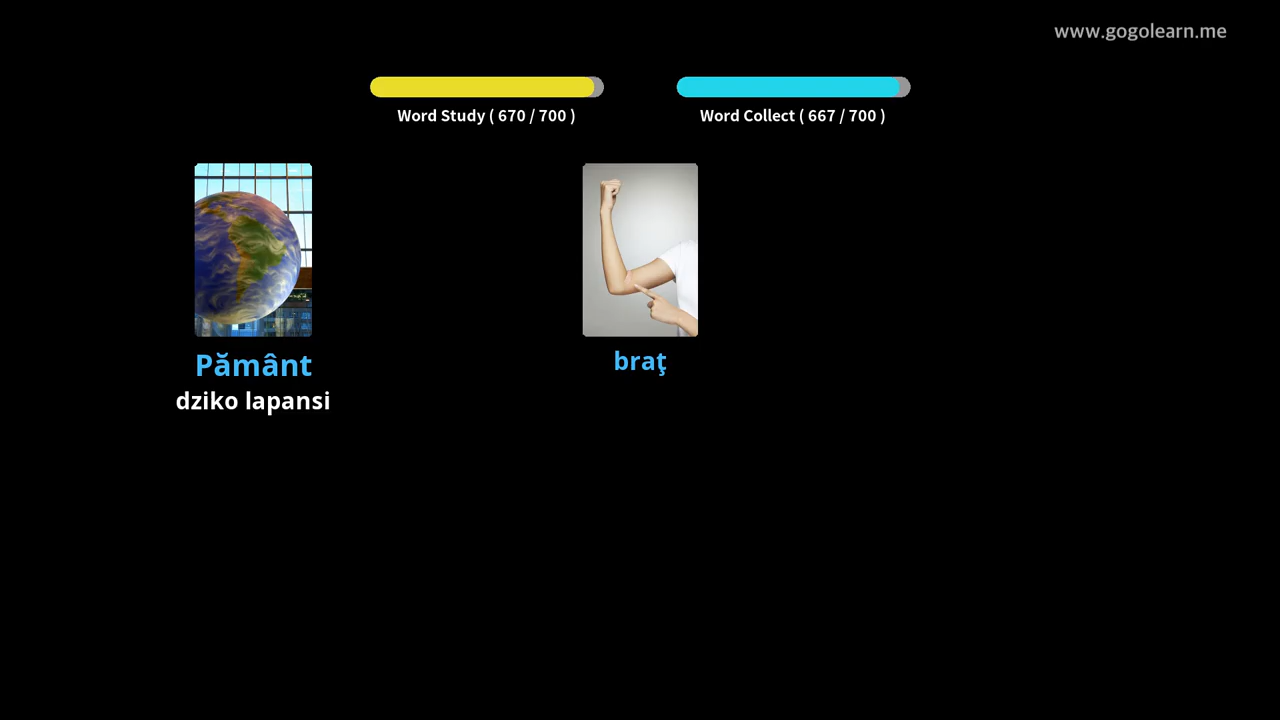 www.gogolearn.me
Word Study ( 670 / 700 )
Word Collect ( 667 / 700 )
Pământ
dziko lapansi
braţ